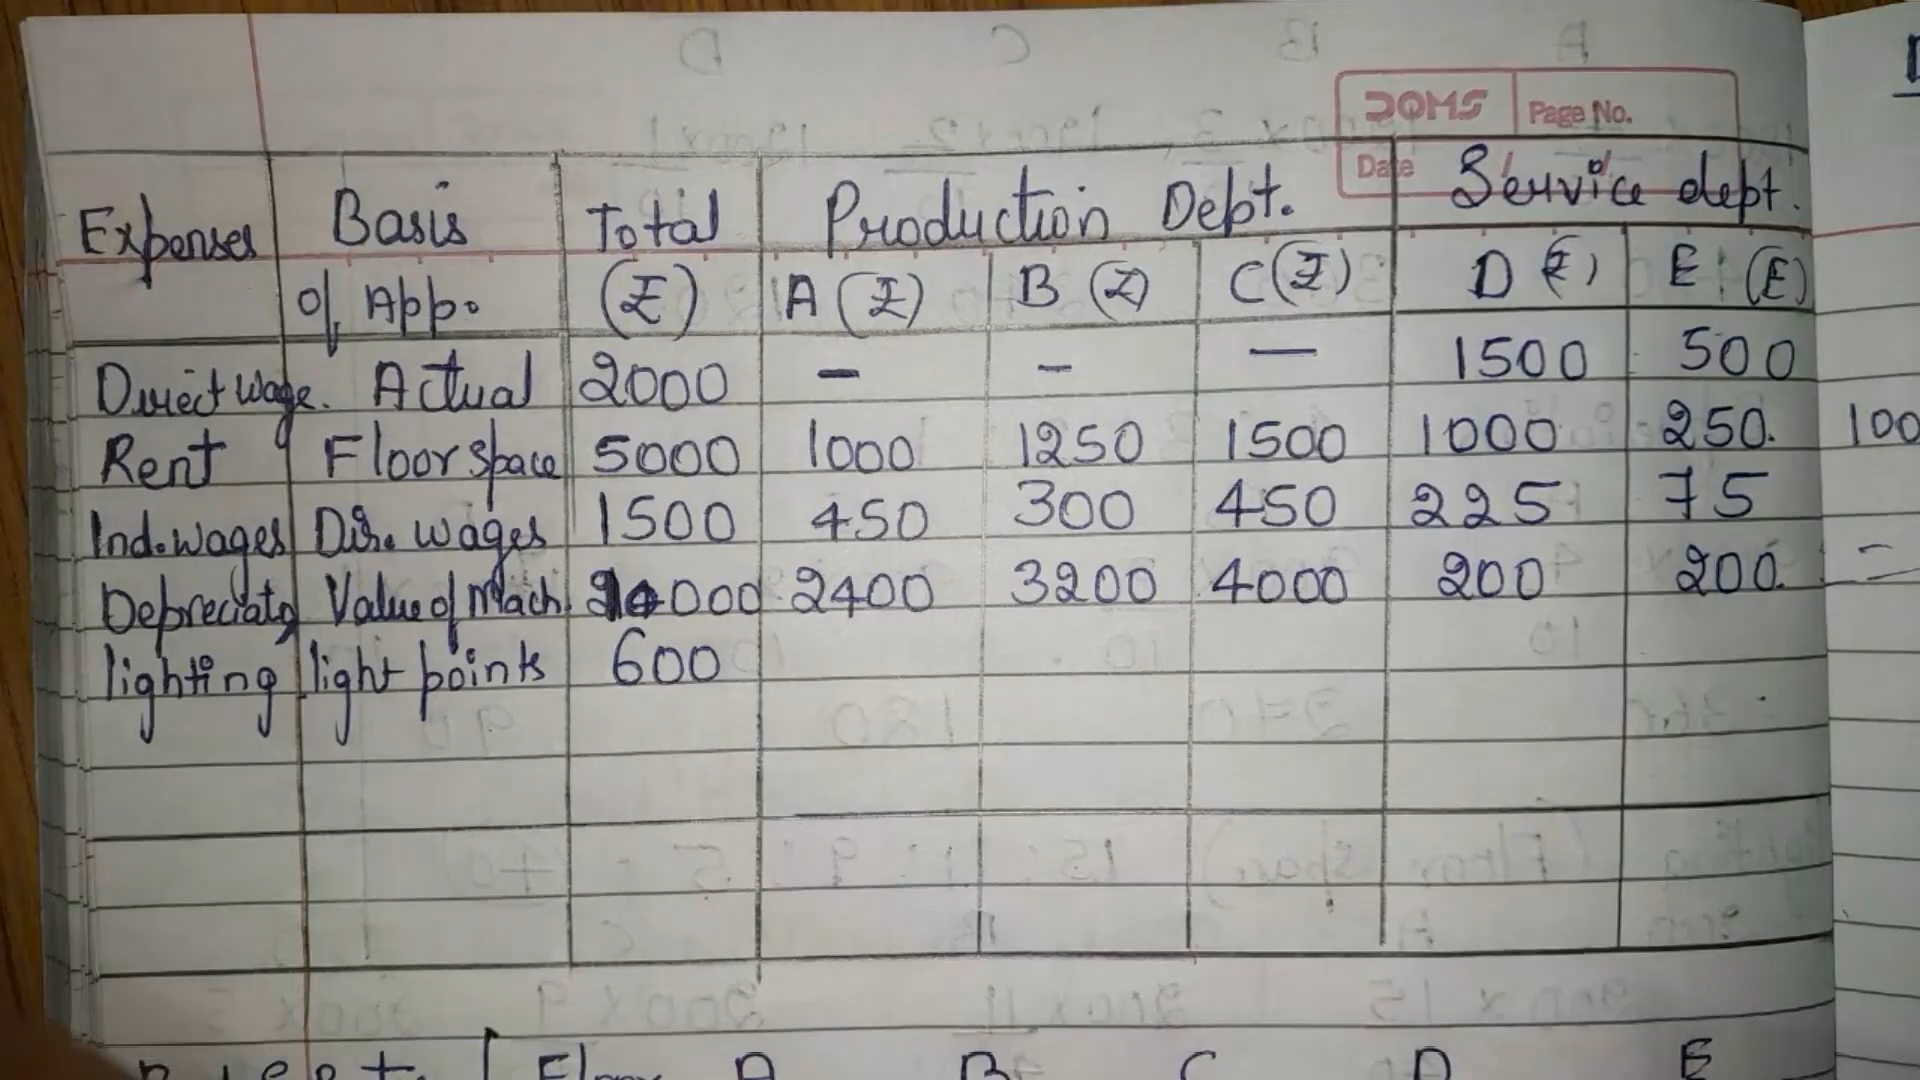 DOMS Page No.
Date
Expenses Basis of App. Total (₹) Production Dept. Service dept.
A (₹) B (₹) C (₹) D (₹) E (₹)
Direct wage. Actual 2000 - - - 1500 500
Rent Floor space 5000 1000 1250 1500 1000 250. 100
Ind. wages Dir. wages 1500 450 300 450 225 75
Value of Mach. 2400 3200 4000 200 200. =
lighting light points 600
A B C D E